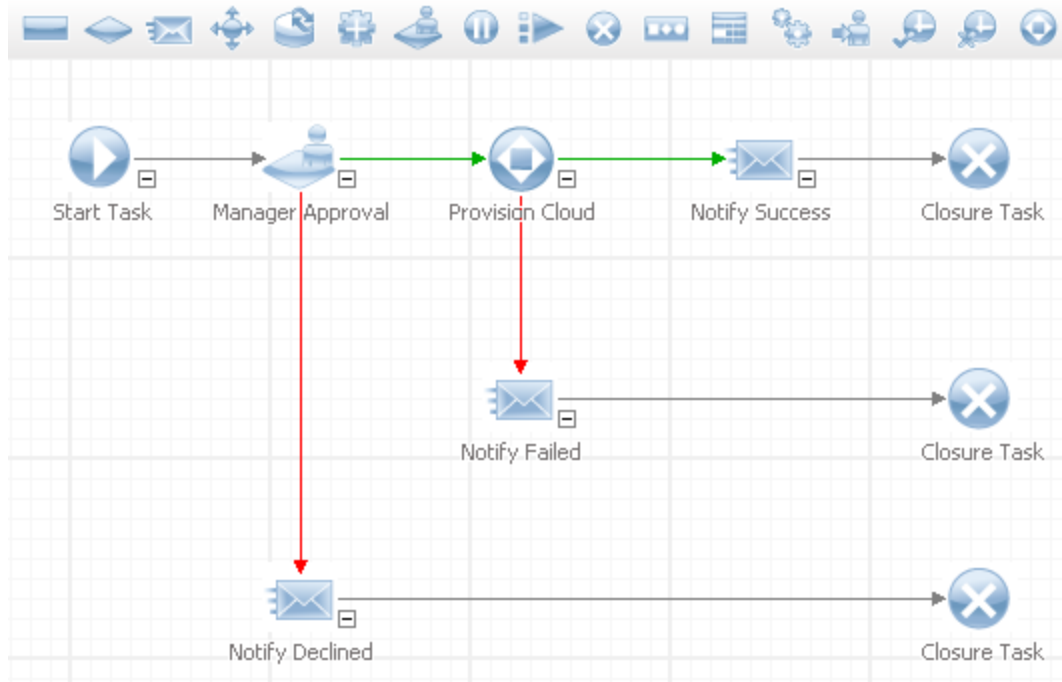 Start Task
Manager Approval
Provision Cloud
Notify Success
Closure Task
Notify Failed
Closure Task
Notify Declined
Closure Task